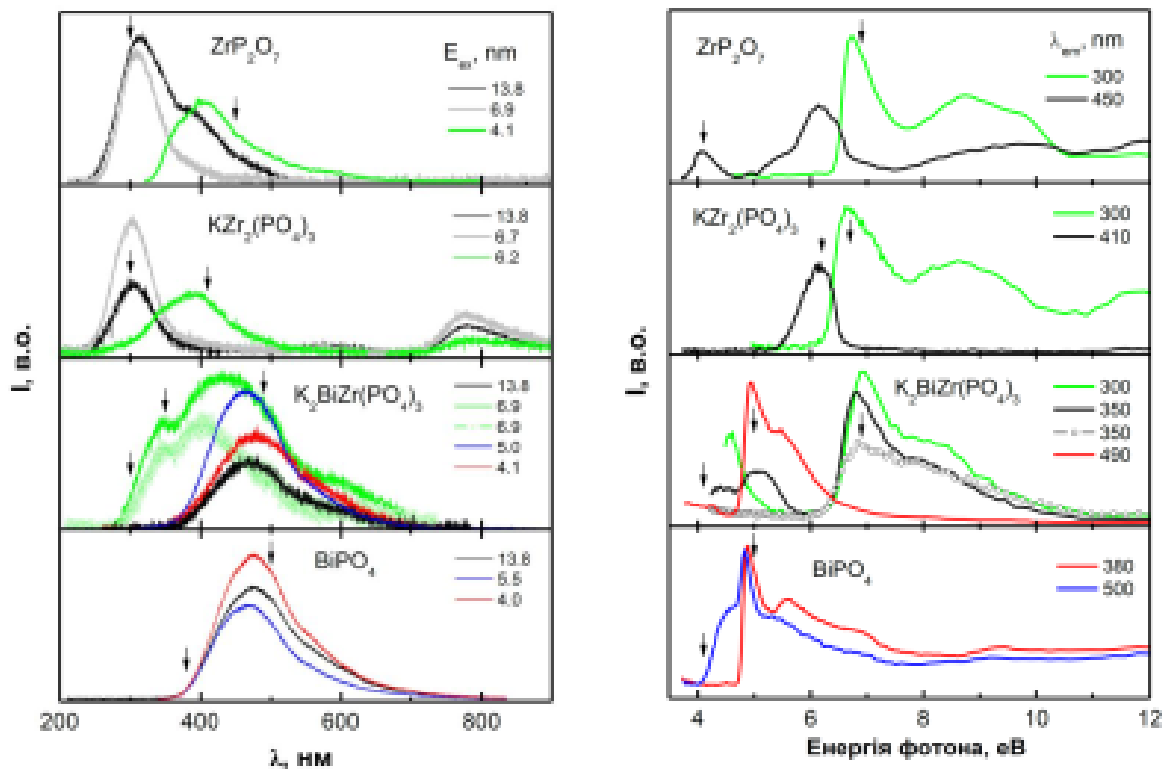 ZrP₂O₇
Eₑₓ, nm
13.8
6.9
4.1
KZr₂(PO₄)₃
13.8
6.7
6.2
K₂BiZr(PO₄)₃
13.8
6.9
6.9
5.0
4.1
BiPO₄
13.8
5.5
4.0
I, в.о.
I, в.о.
200 400 600 800
λ, нм
ZrP₂O₇
λₑₘ, nm
300
450
KZr₂(PO₄)₃
300
410
K₂BiZr(PO₄)₃
300
350
350
490
BiPO₄
380
500
I, в.о.
I, в.о.
4 6 8 10 12
Енергія фотона, еВ